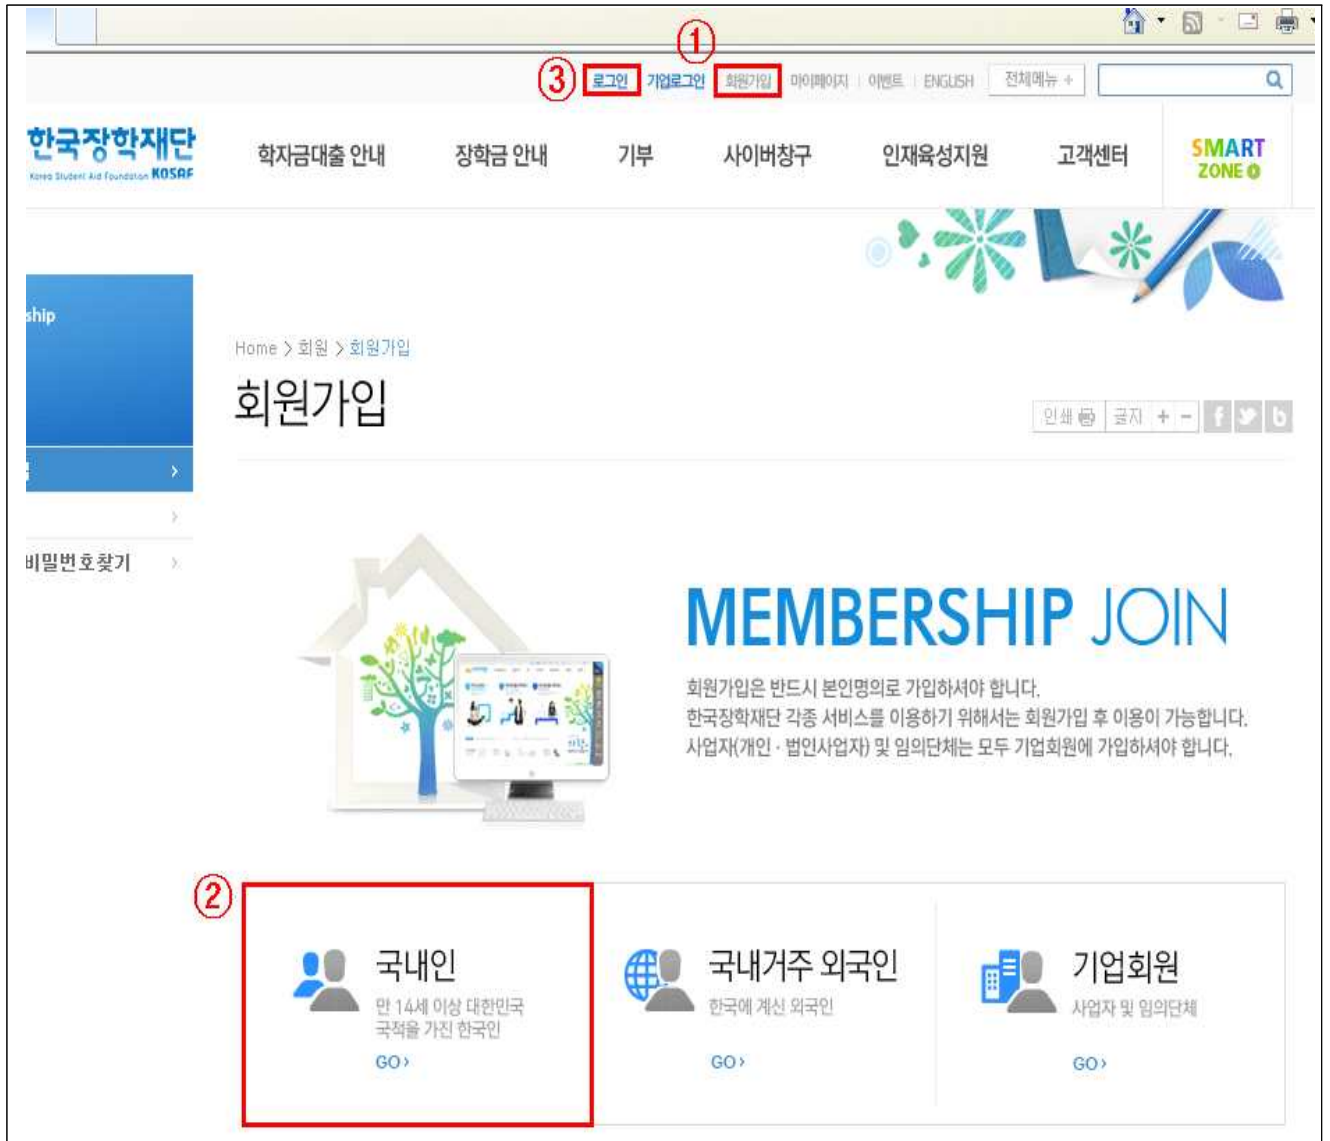 ①
③ 로그인 기업로그인 회원가입 마이페이지 이벤트 ENGLISH 전체메뉴 +
한국장학재단
Korea Student Aid Foundation KOSAF
학자금대출 안내 장학금 안내 기부 사이버창구 인재육성지원 고객센터
SMART
ZONE
ship
Home > 회원 > 회원가입
회원가입
인쇄 글자 + - f b
비밀번호찾기
MEMBERSHIP JOIN
회원가입은 반드시 본인명의로 가입하셔야 합니다.
한국장학재단 각종 서비스를 이용하기 위해서는 회원가입 후 이용이 가능합니다.
사업자(개인 · 법인사업자) 및 임의단체는 모두 기업회원에 가입하셔야 합니다.
②
국내인
만 14세 이상 대한민국
국적을 가진 한국인
GO >
국내거주 외국인
한국에 계신 외국인
GO >
기업회원
사업자 및 임의단체
GO >